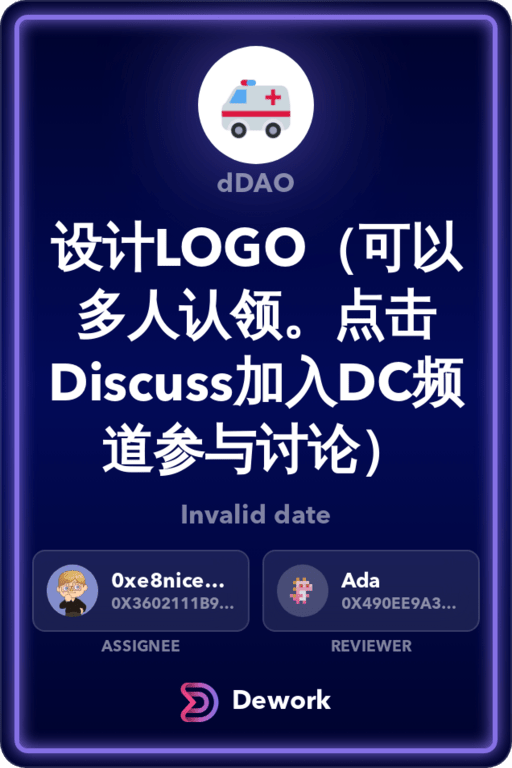 dDAO
设计LOGO（可以
多人认领。点击
Discuss加入DC频
道参与讨论）
Invalid date
0xe8nice...
0X3602111B9...
Ada
0X490EE9A3...
ASSIGNEE
REVIEWER
Dework